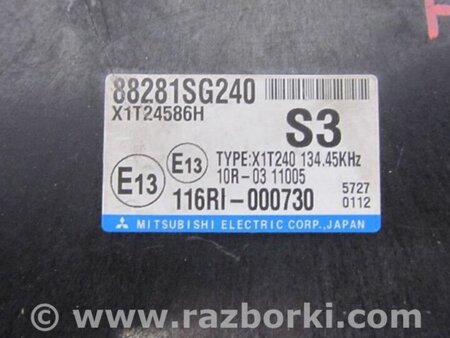 88281SG240
X1T24586H
S3
E13
E13
TYPE:X1T240 134.45KHz
10R-03 11005
116RI-000730
5727
0112
MITSUBISHI ELECTRIC CORP., JAPAN
© www.razborki.com